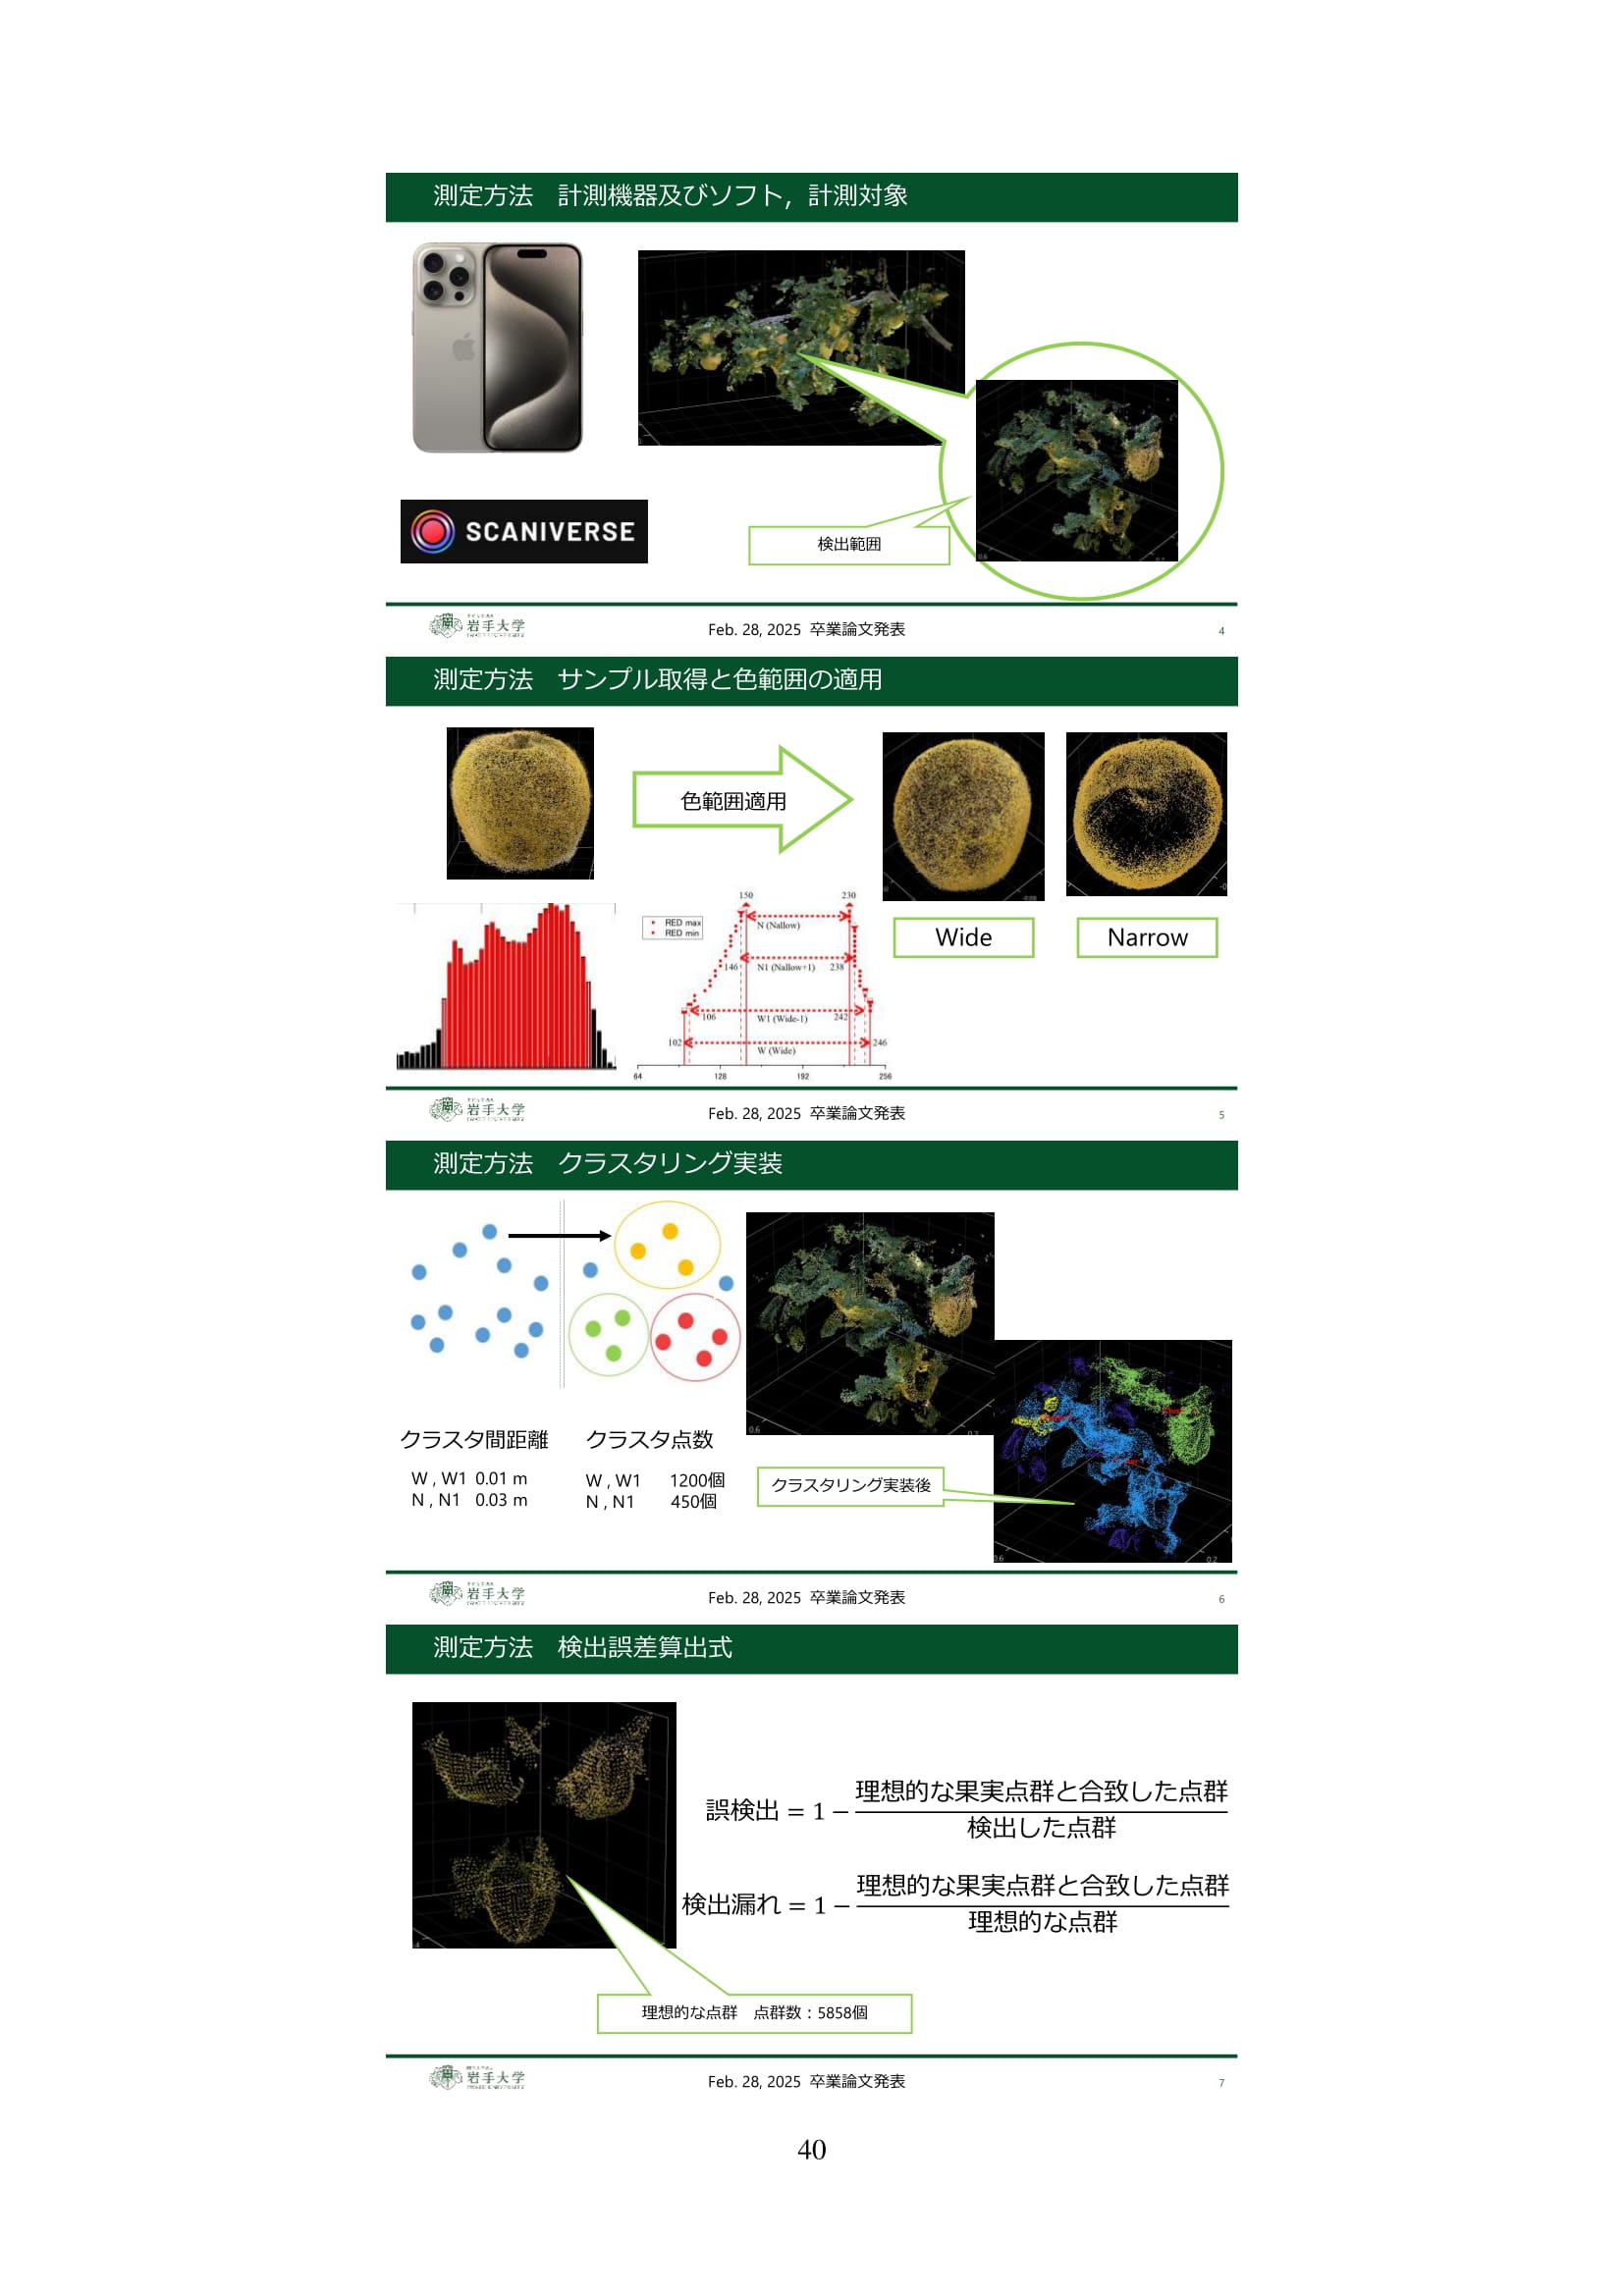 測定方法　計測機器及びソフト，計測対象
SCANIVERSE
検出範囲
岩手大学
Feb. 28, 2025 卒業論文発表
4
測定方法　サンプル取得と色範囲の適用
色範囲適用
Wide
Narrow
RED max
RED min
150
230
N (Nallow)
146
N1 (Nallow+1)
238
106
W1 (Wide-1)
242
102
W (Wide)
246
64
128
192
256
岩手大学
Feb. 28, 2025 卒業論文発表
5
測定方法　クラスタリング実装
クラスタ間距離
W , W1 0.01 m
N , N1 0.03 m
クラスタ点数
W , W1 1200個
N , N1 450個
0.6
クラスタリング実装後
0.6
0.2
岩手大学
Feb. 28, 2025 卒業論文発表
6
測定方法　検出誤差算出式
誤検出 = 1 − 理想的な果実点群と合致した点群
検出した点群
検出漏れ = 1 − 理想的な果実点群と合致した点群
理想的な点群
理想的な点群　点群数：5858個
岩手大学
Feb. 28, 2025 卒業論文発表
7
40